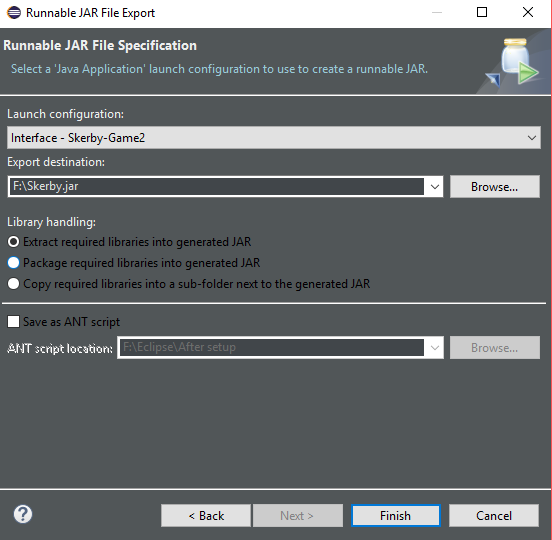 Runnable JAR File Export
Runnable JAR File Specification
Select a 'Java Application' launch configuration to use to create a runnable JAR.
Launch configuration:
Interface - Skerby-Game2
Export destination:
F:\Skerby.jar
Browse...
Library handling:
Extract required libraries into generated JAR
Package required libraries into generated JAR
Copy required libraries into a sub-folder next to the generated JAR
Save as ANT script
ANT script location:
F:\Eclipse\After setup
Browse...
?
< Back
Next >
Finish
Cancel